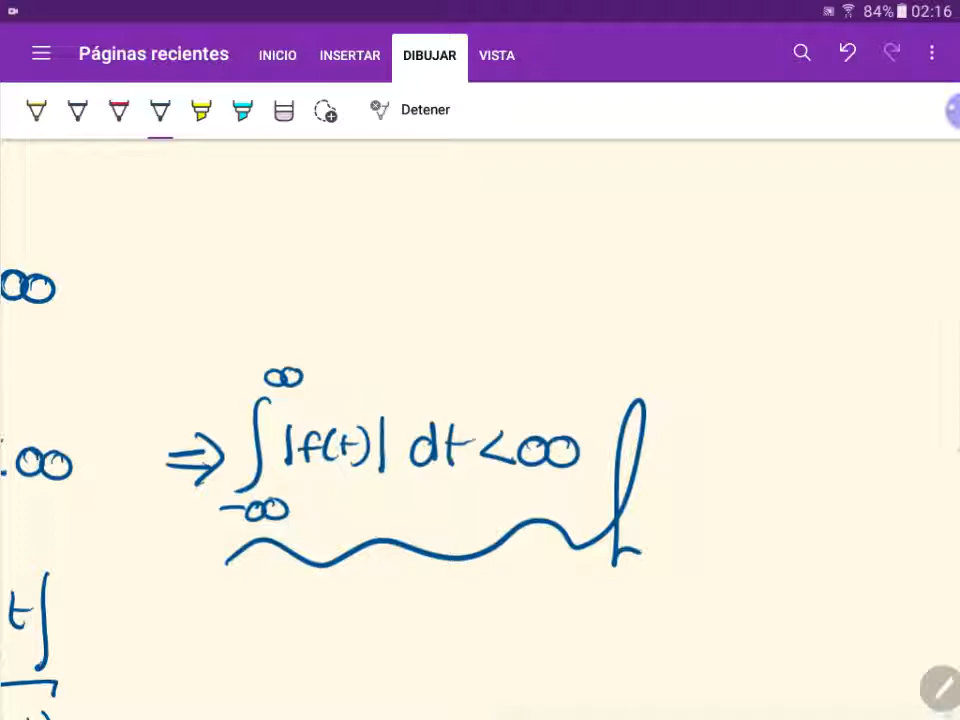 84% 02:16
Páginas recientes INICIO INSERTAR DIBUJAR VISTA
Detener
∞
.∞ ⇒ ∫_{-∞}^{∞} |f(t)| dt < ∞
t